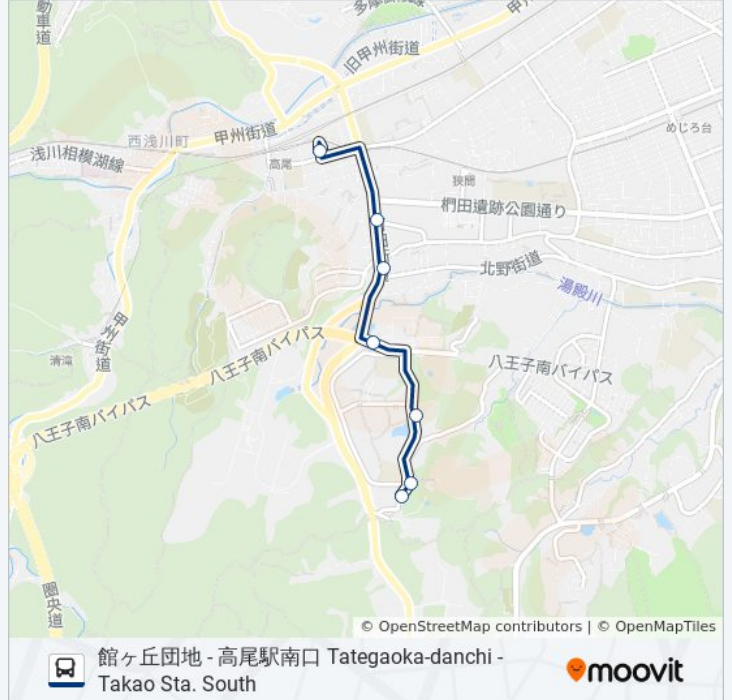 多摩
甲州
動車道
旧甲州街道
めじろ台
甲州街道
西浅川町
浅川相模湖線
高尾
狭間
椚田遺跡公園通り
北野街道
湯殿川
甲州街道
清滝
八王子南バイパス
八王子南バイパス
八王子南バイパス
圏央道
© OpenStreetMap contributors | © OpenMapTiles
館ヶ丘団地 - 高尾駅南口 Tategaoka-danchi -
Takao Sta. South
moovit